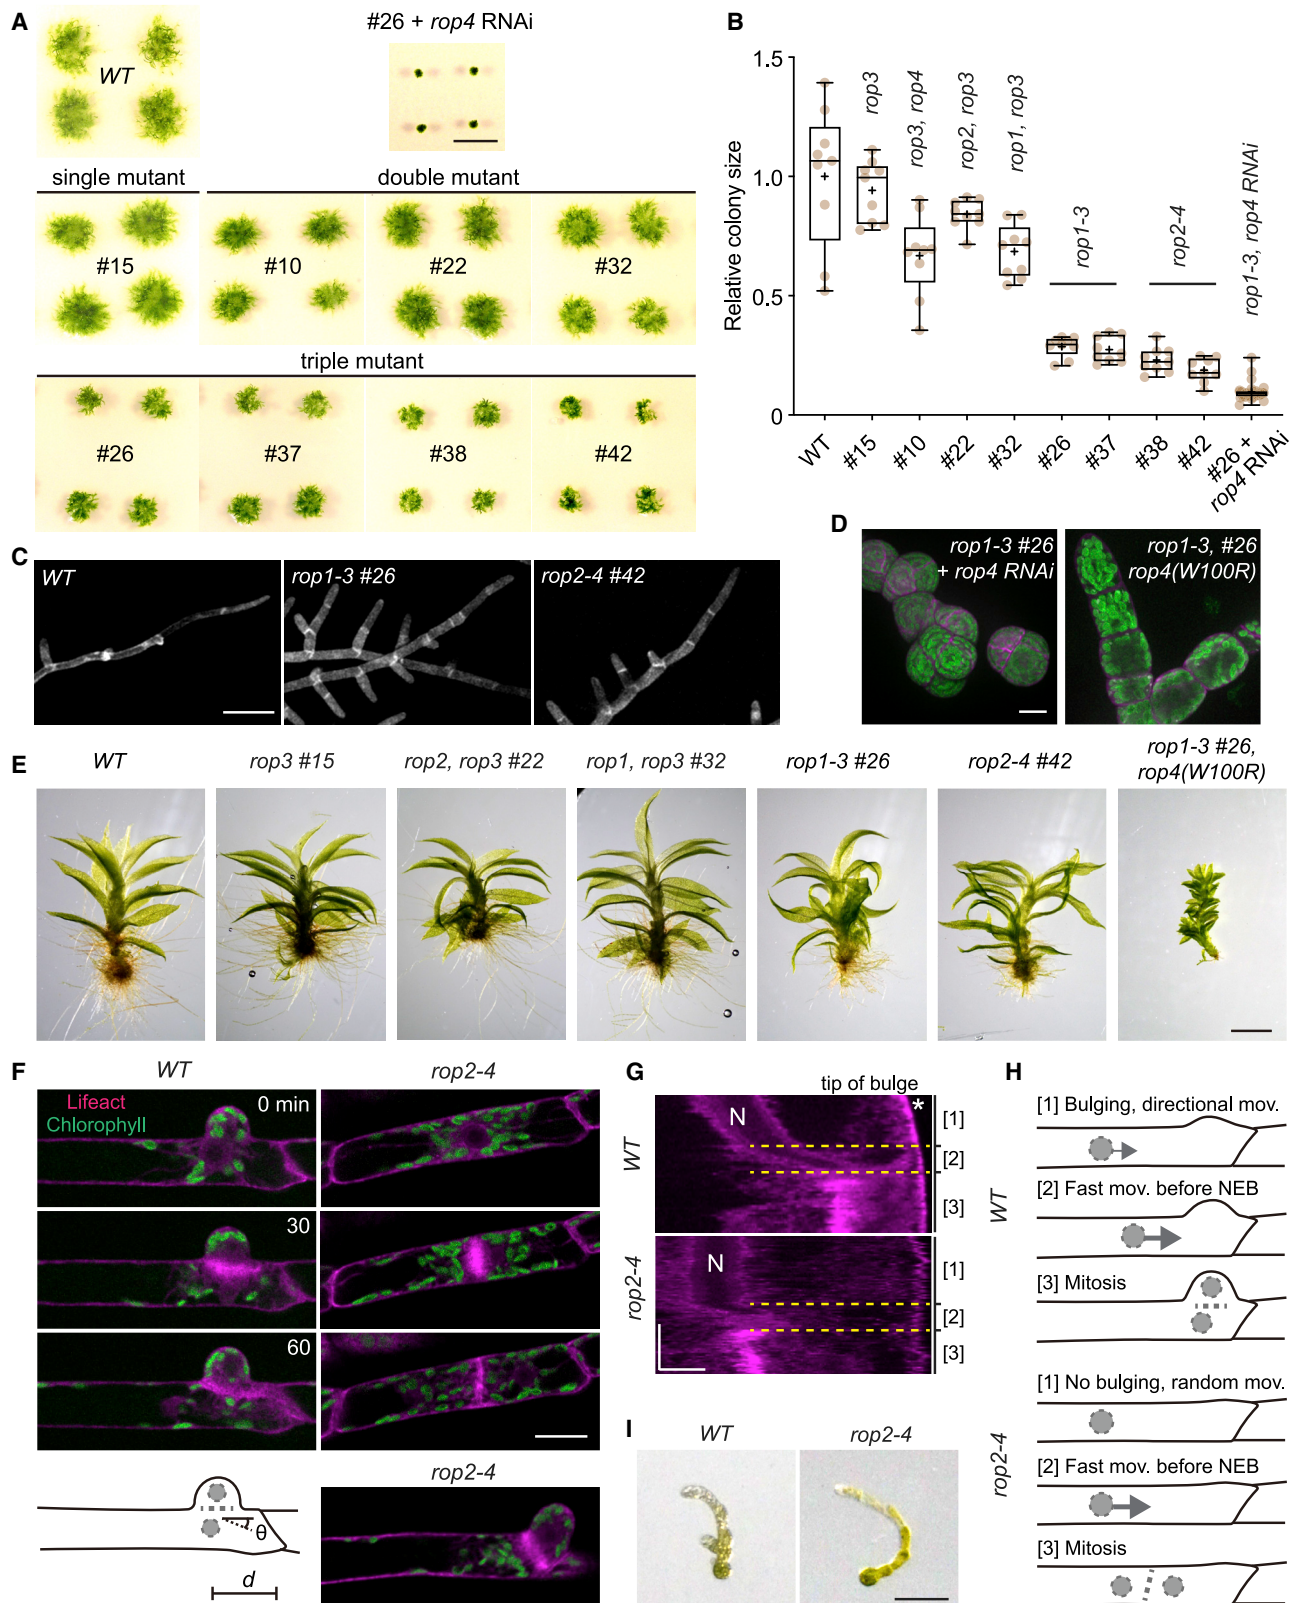 A
WT
#26 + rop4 RNAi
single mutant
double mutant
#15
#10
#22
#32
triple mutant
#26
#37
#38
#42
B
Relative colony size
1.5
1.0
0.5
0
rop3
rop3, rop4
rop2, rop3
rop1, rop3
rop1-3
rop2-4
rop1-3, rop4 RNAi
WT
#15
#10
#22
#32
#26
#37
#38
#42
#26 +
rop4 RNAi
C
WT
rop1-3 #26
rop2-4 #42
D
rop1-3 #26
+ rop4 RNAi
rop1-3, #26
rop4(W100R)
E
WT
rop3 #15
rop2, rop3 #22
rop1, rop3 #32
rop1-3 #26
rop2-4 #42
rop1-3 #26,
rop4(W100R)
F
WT
rop2-4
Lifeact
Chlorophyll
0 min
30
60
θ
d
rop2-4
G
tip of bulge
*
N
WT
[1]
[2]
[3]
N
rop2-4
[1]
[2]
[3]
H
WT
[1] Bulging, directional mov.
[2] Fast mov. before NEB
[3] Mitosis
rop2-4
[1] No bulging, random mov.
[2] Fast mov. before NEB
[3] Mitosis
I
WT
rop2-4